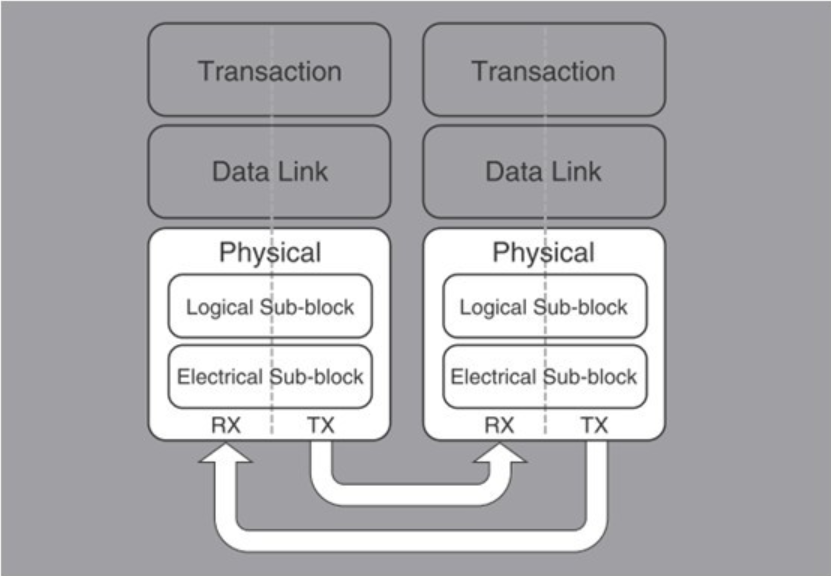 Transaction
Transaction
Data Link
Data Link
Physical
Physical
Logical Sub-block
Logical Sub-block
Electrical Sub-block
Electrical Sub-block
RX TX
RX TX